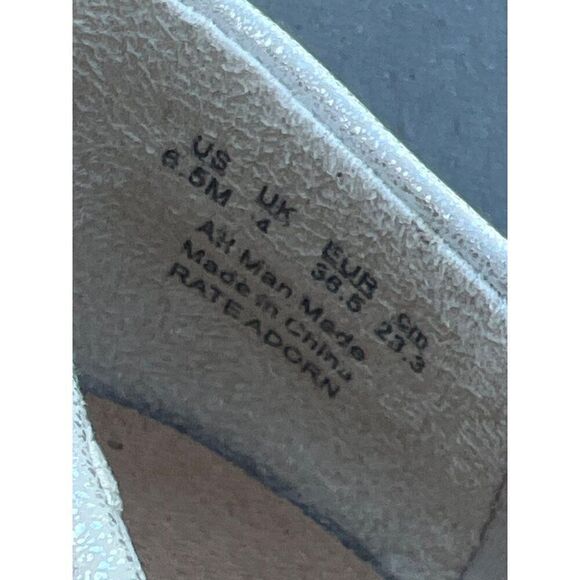 US UK EUR cm
6.5M 4 36.5 23.3
All Man Made
Made in China
RATEADORN